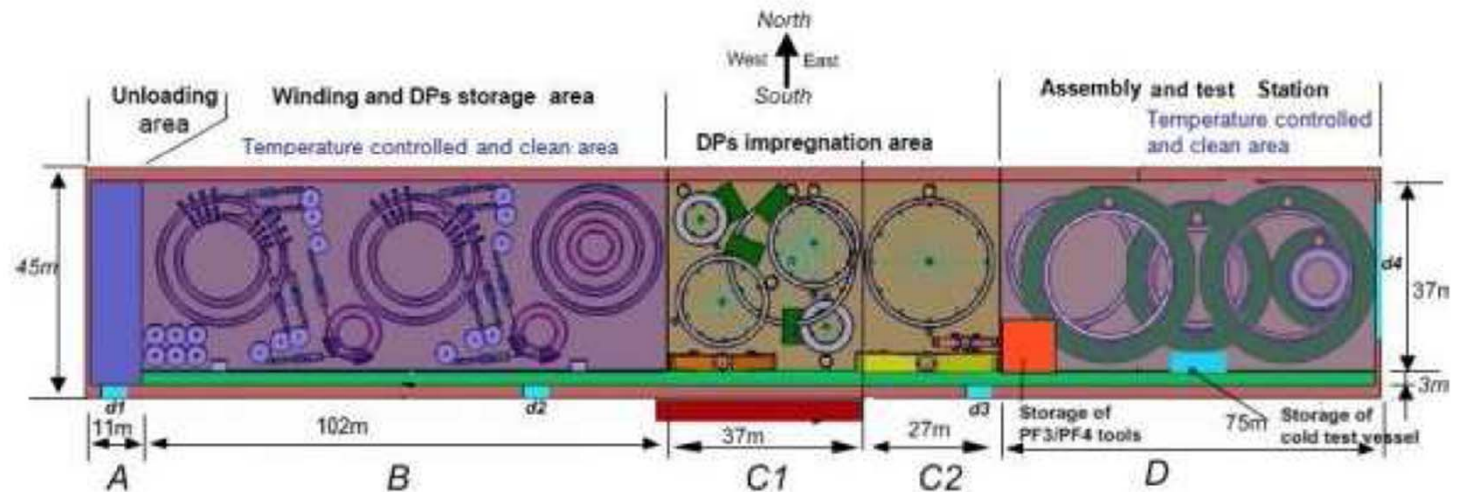 North
West East
South
Unloading
area
Winding and DPs storage area
Temperature controlled and clean area
DPs impregnation area
Assembly and test Station
Temperature controlled
and clean area
45m
d4
37m
3m
d1
d2
d3
11m
102m
37m
27m
Storage of
PF3/PF4 tools
75m
Storage of
cold test vessel
A
B
C1
C2
D